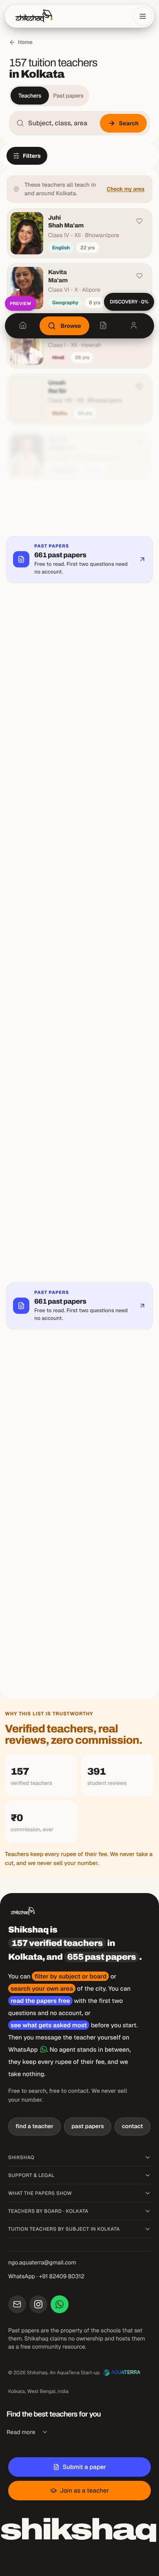 shikshaq
Home
157 tuition teachers
in Kolkata
Teachers
Past papers
Subject, class, area
Search
Filters
These teachers all teach in
and around Kolkata.
Check my area
Juhi
Shah Ma'am
Class IV - XII · Bhowanipore
English
22 yrs
Kavita
Ma'am
Class VI - X · Alipore
Geography
PREVIEW
DISCOVERY · 0%
Browse
Class I - XII · Howrah
Hindi
PAST PAPERS
661 past papers
Free to read. First two questions need
no account.
PAST PAPERS
661 past papers
Free to read. First two questions need
no account.
WHY THIS LIST IS TRUSTWORTHY
Verified teachers, real
reviews, zero commission.
157
verified teachers
391
student reviews
₹0
commission, ever
Teachers keep every rupee of their fee. We never take a
cut, and we never sell your number.
shikshaq
Shikshaq is
157 verified teachers in
Kolkata, and 655 past papers.
You can filter by subject or board or
search your own area of the city. You can
read the papers free with the first two
questions and no account, or
see what gets asked most before you start.
Then you message the teacher yourself on
WhatsApp. No agent stands in between,
they keep every rupee of their fee, and we
take nothing.
Free to search, free to contact. We never sell
your number.
find a teacher
past papers
contact
SHIKSHAQ
SUPPORT & LEGAL
WHAT THE PAPERS SHOW
TEACHERS BY BOARD · KOLKATA
TUITION TEACHERS BY SUBJECT IN KOLKATA
ngo.aquaterra@gmail.com
WhatsApp · +91 82409 80312
Past papers are the property of the schools that set
them. Shikshaq claims no ownership and hosts them
as a free community resource.
© 2026 Shikshaq. An AquaTerra Start-up. AQUATERRA
Kolkata, West Bengal, India
Find the best teachers for you
Read more
Submit a paper
Join as a teacher
shikshaq